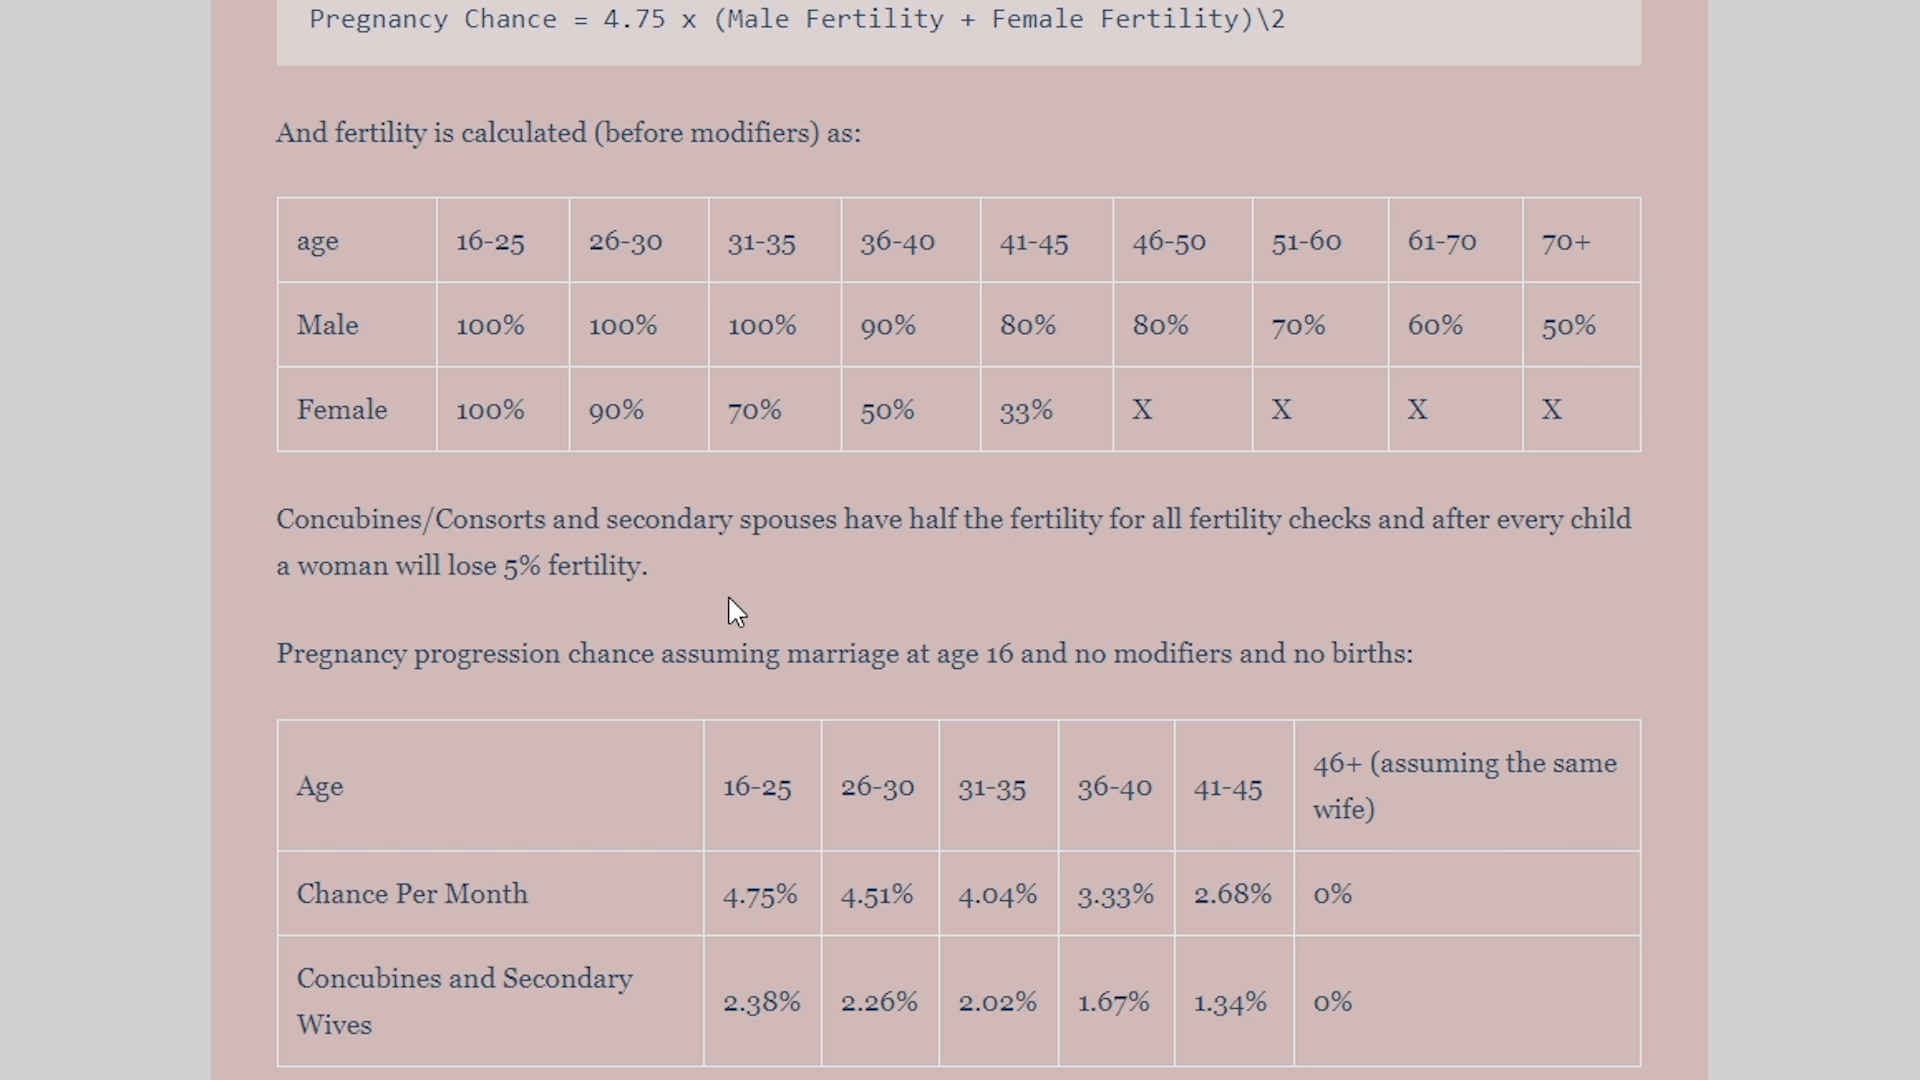 Pregnancy Chance = 4.75 x (Male Fertility + Female Fertility)\2
And fertility is calculated (before modifiers) as:
age 16-25 26-30 31-35 36-40 41-45 46-50 51-60 61-70 70+
Male 100% 100% 100% 90% 80% 80% 70% 60% 50%
Female 100% 90% 70% 50% 33% X X X X
Concubines/Consorts and secondary spouses have half the fertility for all fertility checks and after every child
a woman will lose 5% fertility.
Pregnancy progression chance assuming marriage at age 16 and no modifiers and no births:
Age 16-25 26-30 31-35 36-40 41-45 46+ (assuming the same
wife)
Chance Per Month 4.75% 4.51% 4.04% 3.33% 2.68% 0%
Concubines and Secondary
Wives 2.38% 2.26% 2.02% 1.67% 1.34% 0%